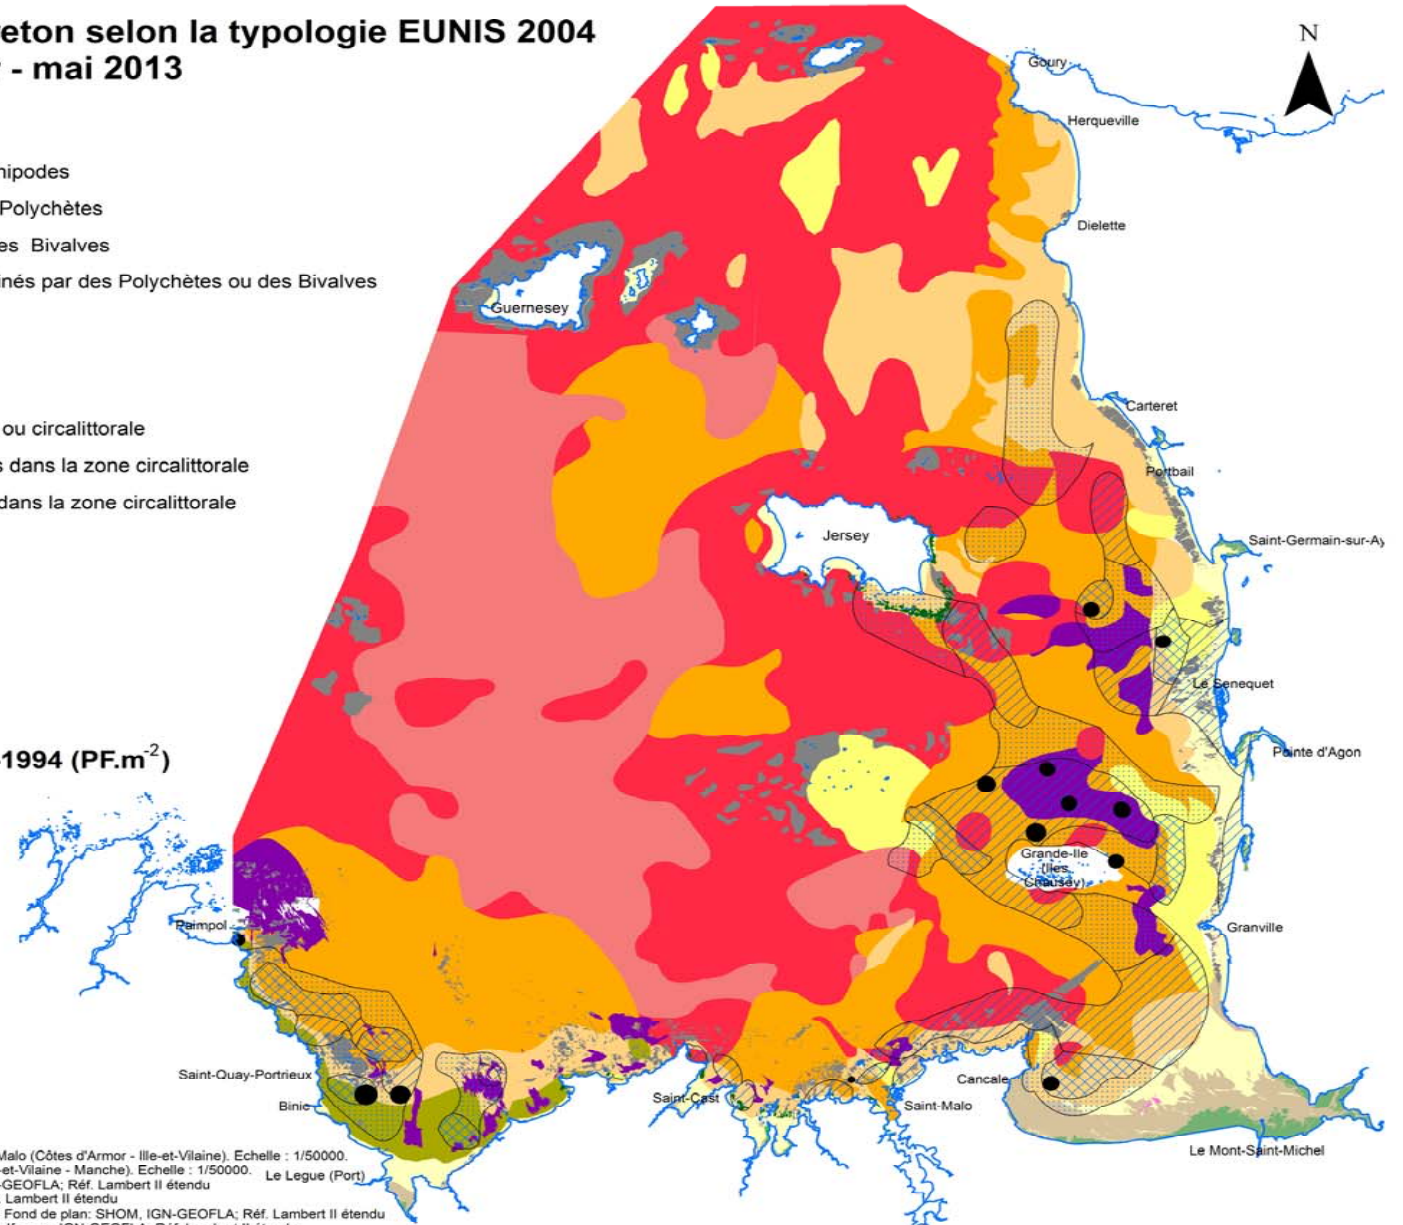 eton selon la typologie EUNIS 2004
- mai 2013
N
Goury
Herqueville
nipodes
Polychètes
Dielette
es Bivalves
inés par des Polychètes ou des Bivalves
Guernesey
Carteret
ou circalittorale
s dans la zone circalittorale
Portbail
dans la zone circalittorale
Jersey
Saint-Germain-sur-Ay
Le Senequet
Pointe d'Agon
1994 (PF.m-2)
Grande-Ile
(Iles
Chausey)
Paimpol
Granville
Saint-Quay-Portrieux
Cancale
Binic
Saint-Cast
Saint-Malo
Le Mont-Saint-Michel
Malo (Côtes d'Armor - Ille-et-Vilaine). Echelle : 1/50000.
-et-Vilaine - Manche). Echelle : 1/50000.
Le Legue (Port)
-GEOFLA; Réf. Lambert II étendu
. Lambert II étendu
Fond de plan: SHOM, IGN-GEOFLA; Réf. Lambert II étendu